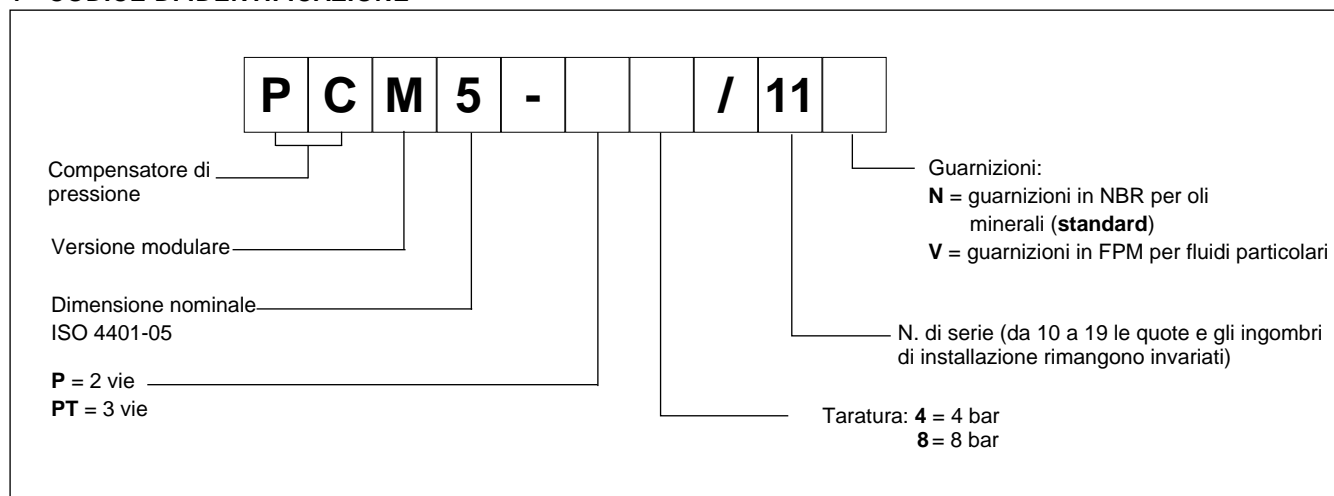 P C M 5 - / 11
Compensatore di
pressione
Versione modulare
Dimensione nominale
ISO 4401-05
P = 2 vie
PT = 3 vie
Guarnizioni:
N = guarnizioni in NBR per oli
minerali (standard)
V = guarnizioni in FPM per fluidi particolari
N. di serie (da 10 a 19 le quote e gli ingombri
di installazione rimangono invariati)
Taratura: 4 = 4 bar
8 = 8 bar